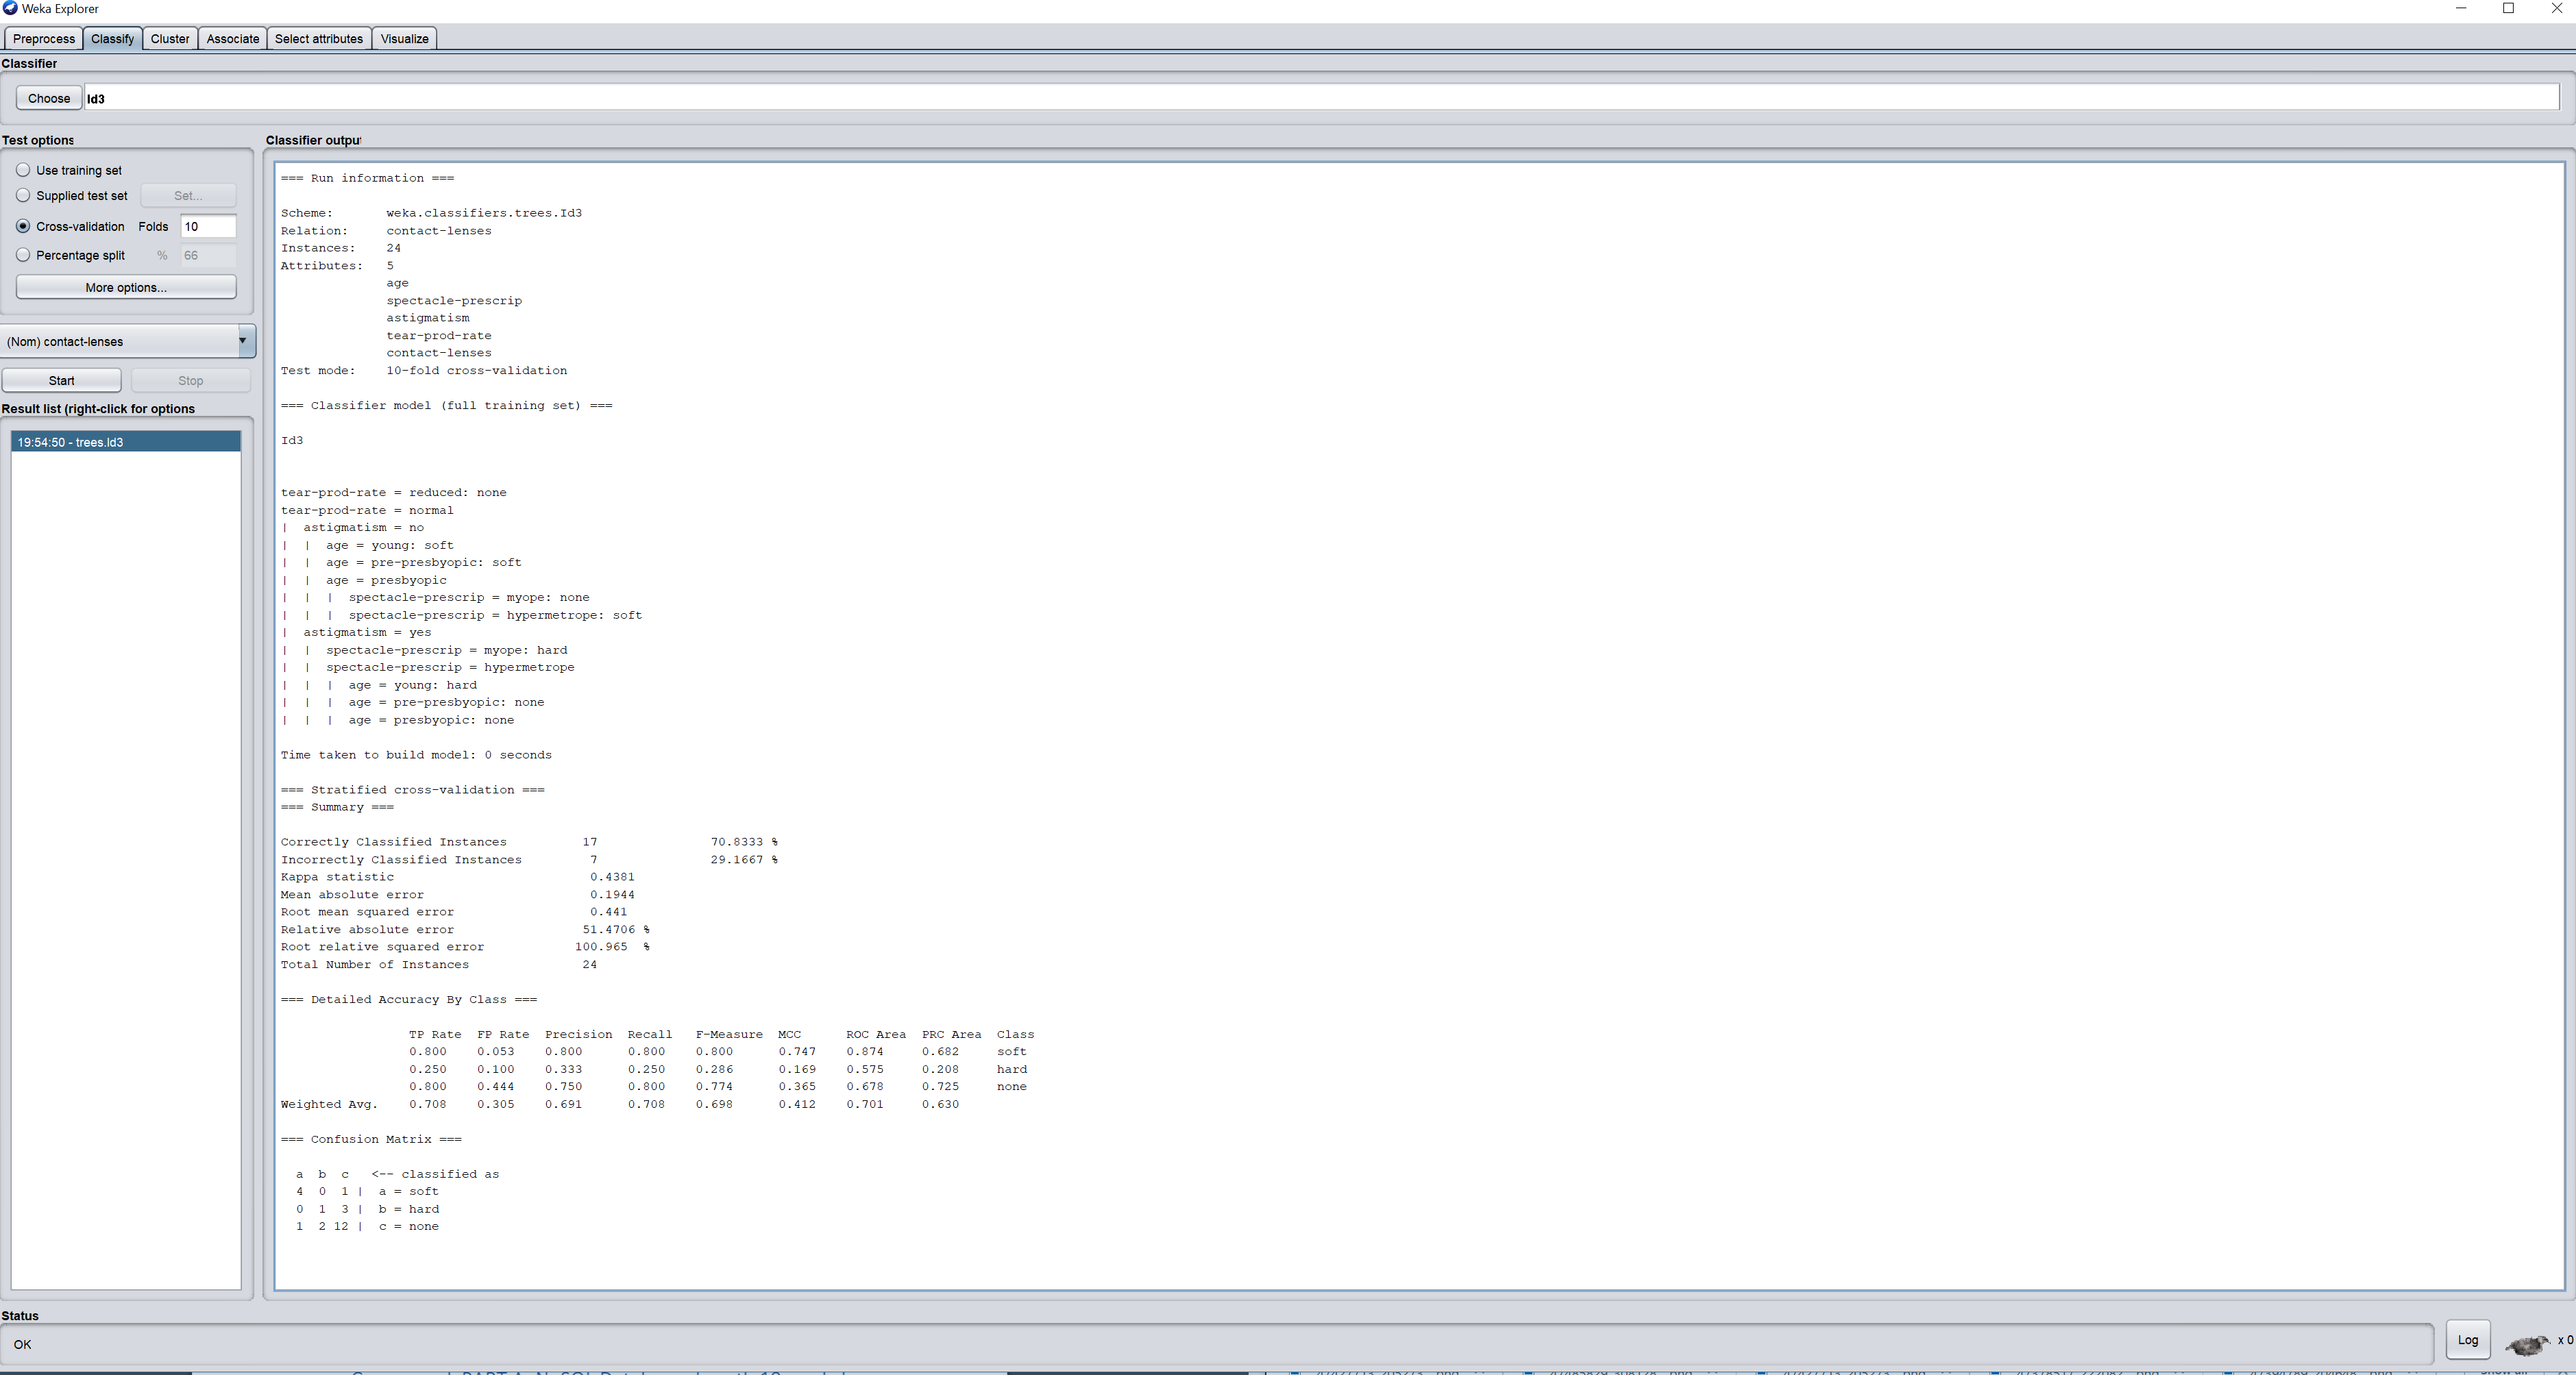 Weka Explorer
Preprocess Classify Cluster Associate Select attributes Visualize
Classifier
Choose Id3
Test options
Use training set
Supplied test set Set...
Cross-validation Folds 10
Percentage split % 66
More options...
(Nom) contact-lenses
Start Stop
Result list (right-click for options
19:54:50 - trees.Id3
Classifier output
=== Run information ===
Scheme: weka.classifiers.trees.Id3
Relation: contact-lenses
Instances: 24
Attributes: 5
age
spectacle-prescrip
astigmatism
tear-prod-rate
contact-lenses
Test mode: 10-fold cross-validation
=== Classifier model (full training set) ===
Id3
tear-prod-rate = reduced: none
tear-prod-rate = normal
| astigmatism = no
| | age = young: soft
| | age = pre-presbyopic: soft
| | age = presbyopic
| | | spectacle-prescrip = myope: none
| | | spectacle-prescrip = hypermetrope: soft
| astigmatism = yes
| | spectacle-prescrip = myope: hard
| | spectacle-prescrip = hypermetrope
| | | age = young: hard
| | | age = pre-presbyopic: none
| | | age = presbyopic: none
Time taken to build model: 0 seconds
=== Stratified cross-validation ===
=== Summary ===
Correctly Classified Instances 17 70.8333 %
Incorrectly Classified Instances 7 29.1667 %
Kappa statistic 0.4381
Mean absolute error 0.1944
Root mean squared error 0.441
Relative absolute error 51.4706 %
Root relative squared error 100.965 %
Total Number of Instances 24
=== Detailed Accuracy By Class ===
TP Rate FP Rate Precision Recall F-Measure MCC ROC Area PRC Area Class
0.800 0.053 0.800 0.800 0.800 0.747 0.874 0.682 soft
0.250 0.100 0.333 0.250 0.286 0.169 0.575 0.208 hard
0.800 0.444 0.750 0.800 0.774 0.365 0.678 0.725 none
Weighted Avg. 0.708 0.305 0.691 0.708 0.698 0.412 0.701 0.630
=== Confusion Matrix ===
a b c <-- classified as
4 0 1 | a = soft
0 1 3 | b = hard
1 2 12 | c = none
Status
OK
Log x 0